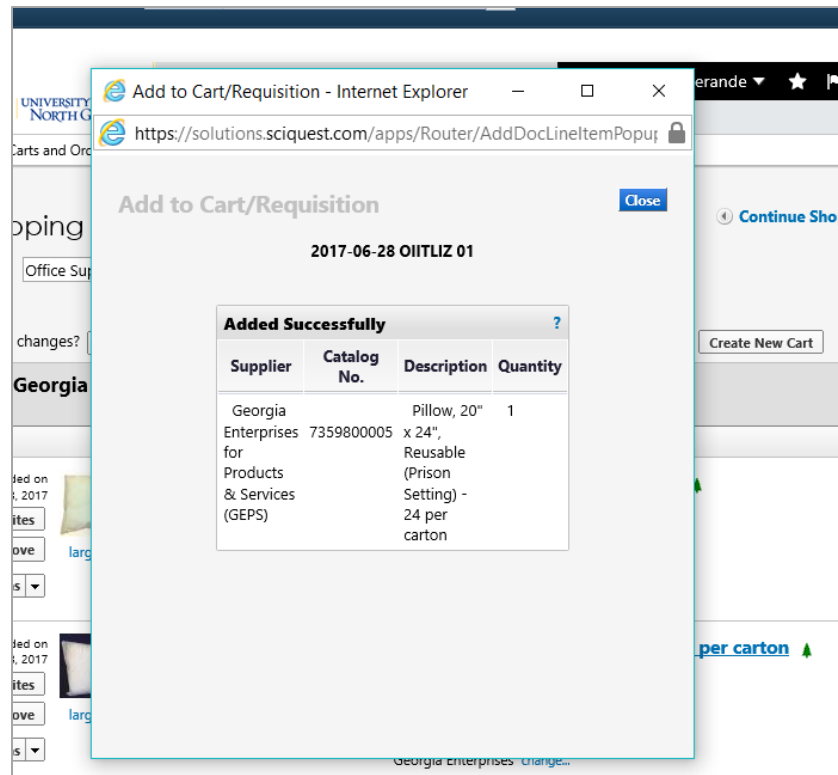 Add to Cart/Requisition - Internet Explorer
erande
UNIVERSITY
NORTH G
https://solutions.sciquest.com/apps/Router/AddDocLineItemPopup
Carts and Ord
Add to Cart/Requisition
Close
pping
Continue Sho
2017-06-28 OIITLIZ 01
Office Sup
Added Successfully ?
changes?
Create New Cart
Supplier Catalog No. Description Quantity
Georgia
Georgia Enterprises for Products & Services (GEPS)
7359800005
Pillow, 20" x 24", Reusable (Prison Setting) - 24 per carton
1
ded on
, 2017
ites
ove
larg
s
ded on
, 2017
per carton
ites
ove
larg
s
Georgia Enterprises change...